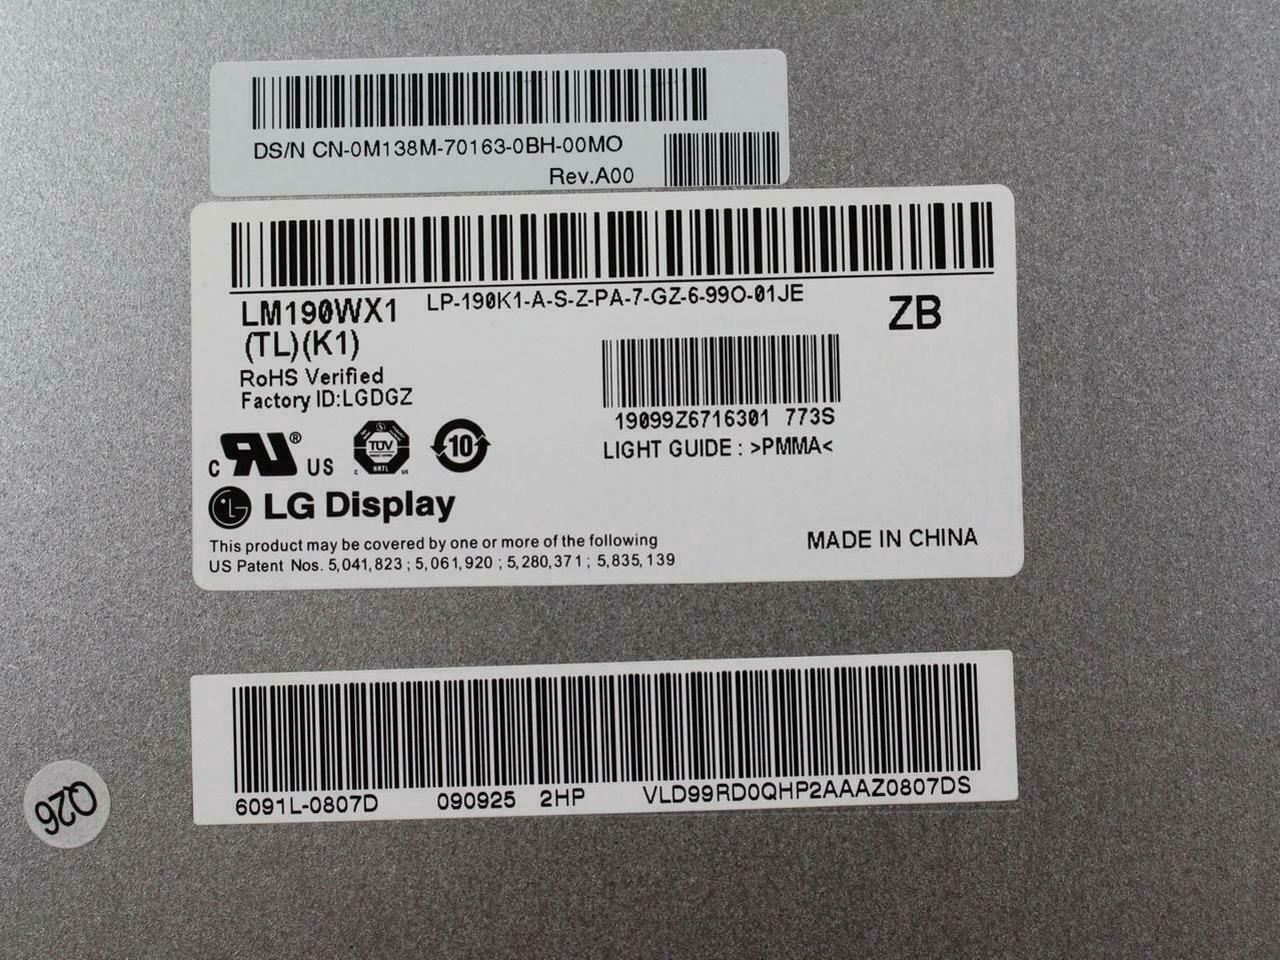 DS/N CN-0M138M-70163-0BH-00MO
Rev.A00
LM190WX1 LP-190K1-A-S-Z-PA-7-GZ-6-99O-01JE ZB
(TL)(K1)
RoHS Verified
Factory ID:LGDGZ
19099Z6716301 773S
LIGHT GUIDE : >PMMA<
c RU ® US TÜV NRTL 10
LG Display
This product may be covered by one or more of the following
US Patent Nos. 5,041,823 ; 5,061,920 ; 5,280,371 ; 5,835,139
MADE IN CHINA
6091L-0807D 090925 2HP VLD99RD0QHP2AAAZ0807DS
Q26